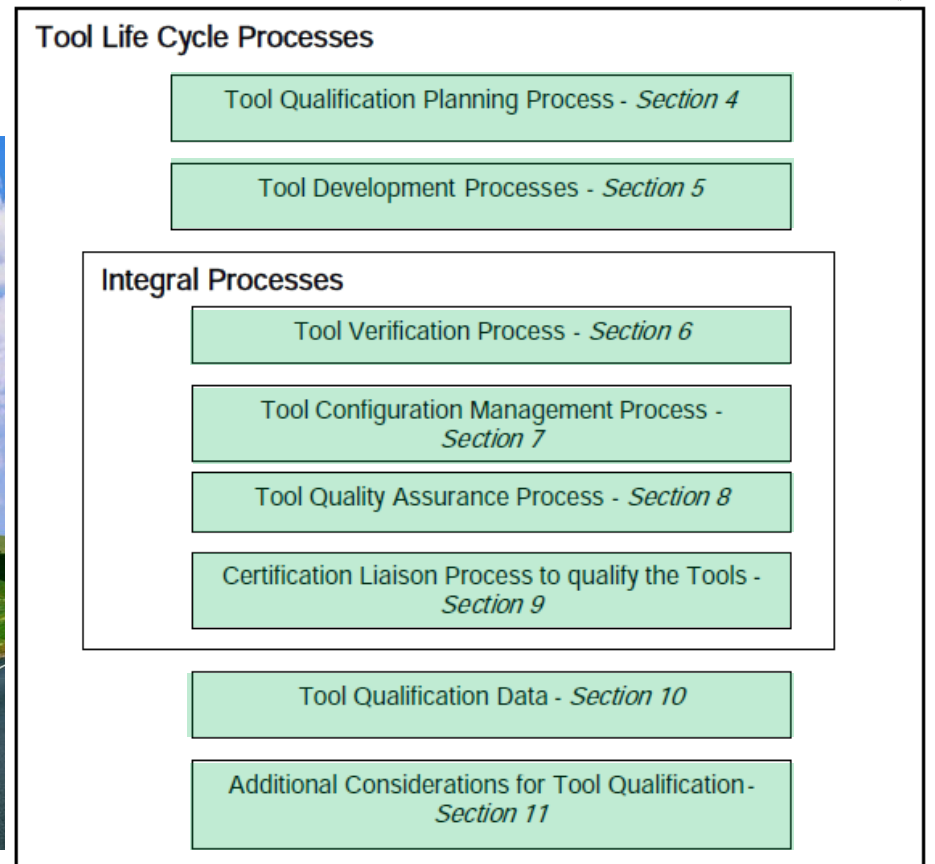 Tool Life Cycle Processes
Tool Qualification Planning Process - Section 4
Tool Development Processes - Section 5
Integral Processes
Tool Verification Process - Section 6
Tool Configuration Management Process -
Section 7
Tool Quality Assurance Process - Section 8
Certification Liaison Process to qualify the Tools -
Section 9
Tool Qualification Data - Section 10
Additional Considerations for Tool Qualification-
Section 11